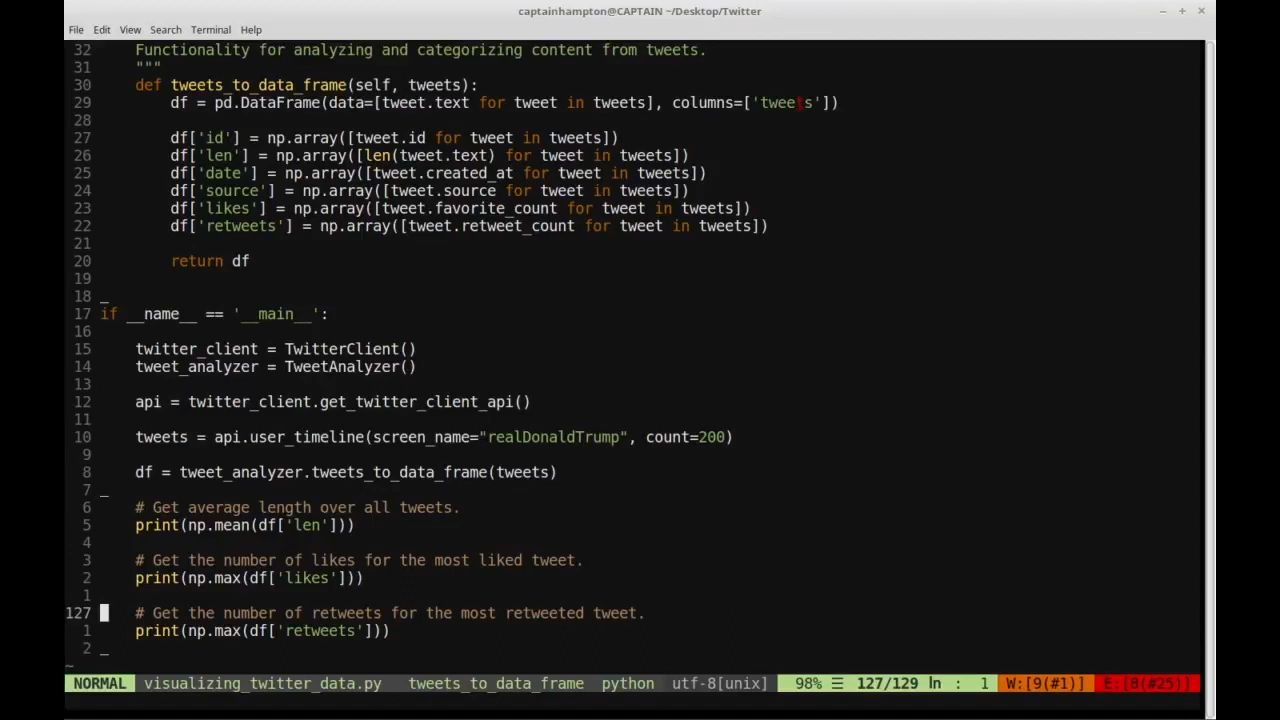 captainhampton@CAPTAIN ~/Desktop/Twitter
File Edit View Search Terminal Help
32 Functionality for analyzing and categorizing content from tweets.
31 """
30 def tweets_to_data_frame(self, tweets):
29 df = pd.DataFrame(data=[tweet.text for tweet in tweets], columns=['tweets'])
28
27 df['id'] = np.array([tweet.id for tweet in tweets])
26 df['len'] = np.array([len(tweet.text) for tweet in tweets])
25 df['date'] = np.array([tweet.created_at for tweet in tweets])
24 df['source'] = np.array([tweet.source for tweet in tweets])
23 df['likes'] = np.array([tweet.favorite_count for tweet in tweets])
22 df['retweets'] = np.array([tweet.retweet_count for tweet in tweets])
21
20 return df
19
18 _
17 if __name__ == '__main__':
16
15 twitter_client = TwitterClient()
14 tweet_analyzer = TweetAnalyzer()
13
12 api = twitter_client.get_twitter_client_api()
11
10 tweets = api.user_timeline(screen_name="realDonaldTrump", count=200)
9
8 df = tweet_analyzer.tweets_to_data_frame(tweets)
7 _
6 # Get average length over all tweets.
5 print(np.mean(df['len']))
4
3 # Get the number of likes for the most liked tweet.
2 print(np.max(df['likes']))
1
127 # Get the number of retweets for the most retweeted tweet.
1 print(np.max(df['retweets']))
2 _
~
NORMAL visualizing_twitter_data.py tweets_to_data_frame python utf-8[unix] 98% ☰ 127/129 ln : 1 W:[9(#1)] E:[8(#25)]